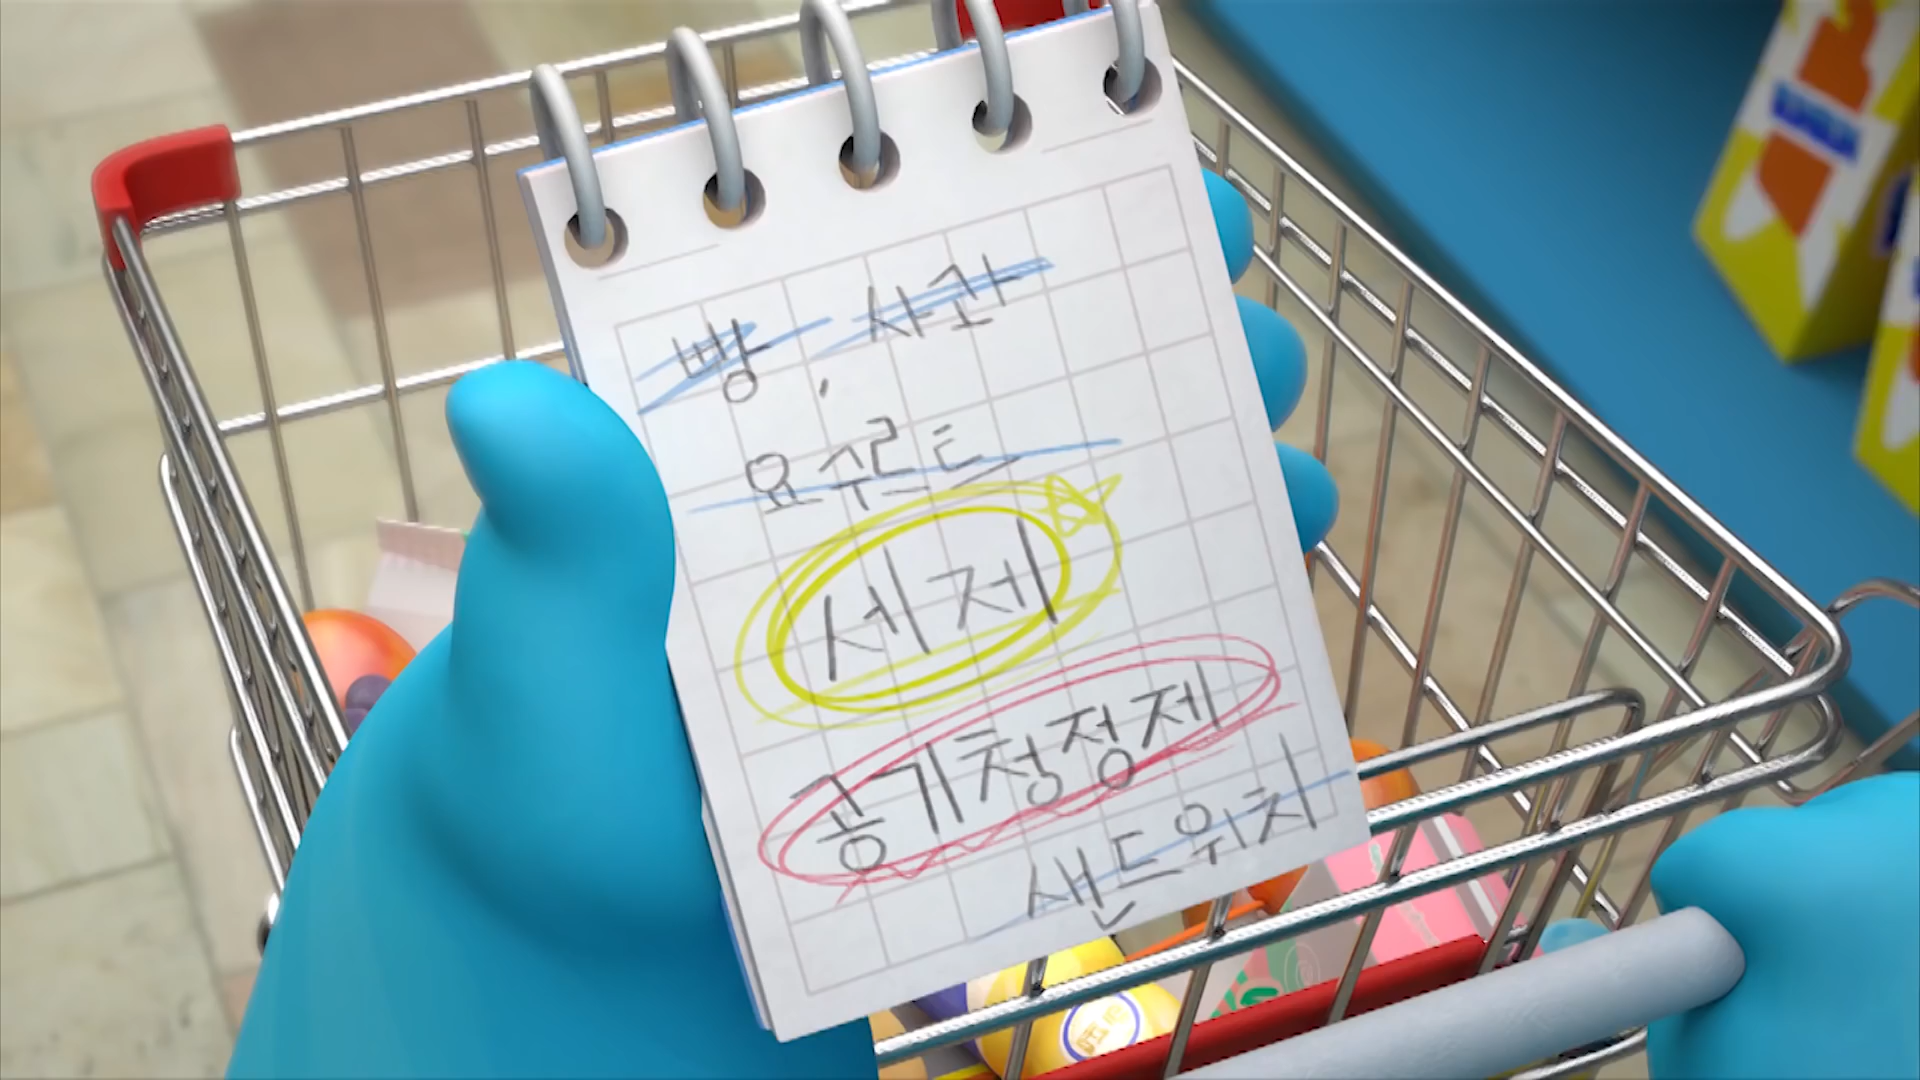 빵, 사과
요구르트
세제
공기청정제
샌드위치